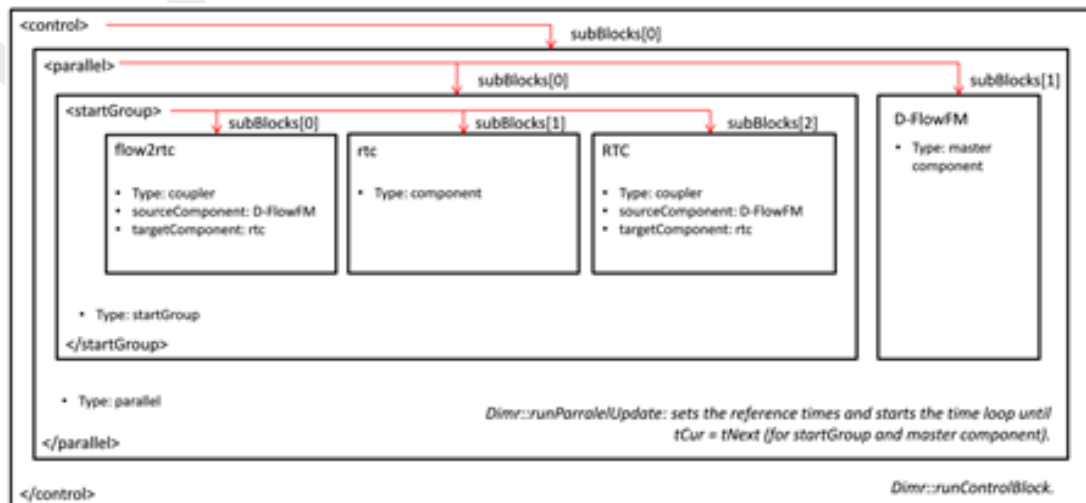 <control>
subBlocks[0]
<parallel>
subBlocks[0]
subBlocks[1]
<startGroup>
subBlocks[0]
subBlocks[1]
subBlocks[2]
flow2rtc
• Type: coupler
• sourceComponent: D-FlowFM
• targetComponent: rtc
rtc
• Type: component
RTC
• Type: coupler
• sourceComponent: D-FlowFM
• targetComponent: rtc
D-FlowFM
• Type: master
component
• Type: startGroup
</startGroup>
• Type: parallel
Dimr::runParralelUpdate: sets the reference times and starts the time loop until
tCur = tNext (for startGroup and master component).
</parallel>
Dimr::runControlBlock.
</control>